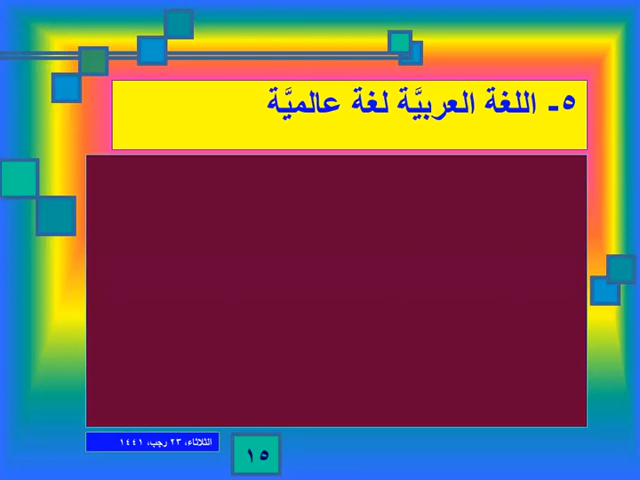 ٥- اللغة العربيَّة لغة عالميَّة
الثلاثاء، ٢٣ رجب، ١٤٤١
١٥